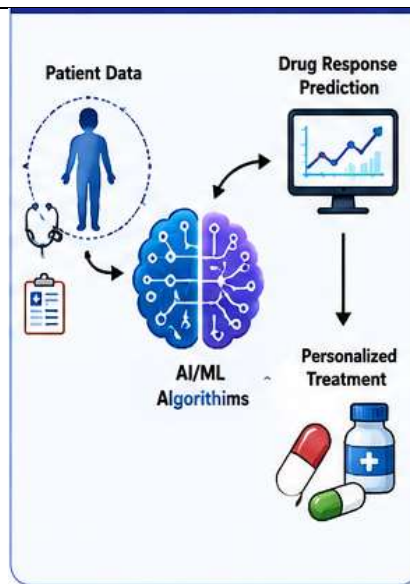 Patient Data
Drug Response
Prediction
AI/ML
Algorithims
Personalized
Treatment